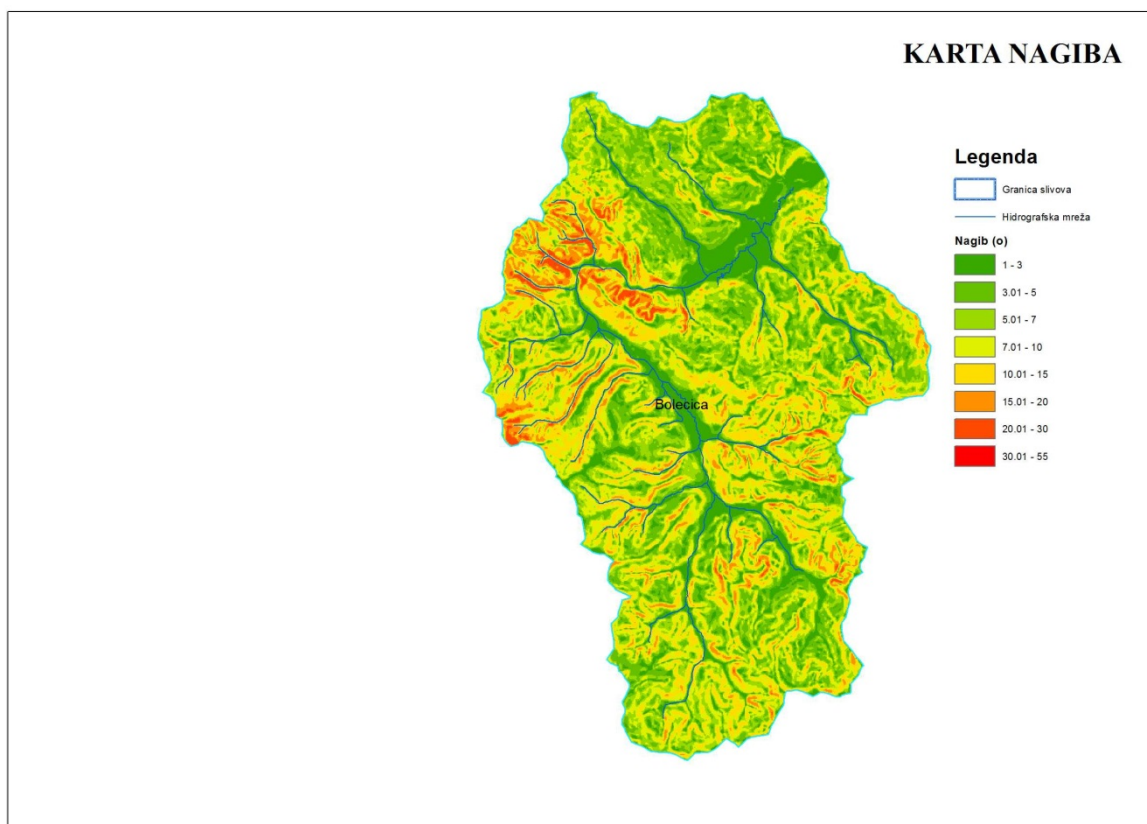 KARTA NAGIBA
Legenda
Granica slivova
Hidrografska mreža
Nagib (o)
1 - 3
3.01 - 5
5.01 - 7
7.01 - 10
10.01 - 15
15.01 - 20
20.01 - 30
30.01 - 55
Bolecica